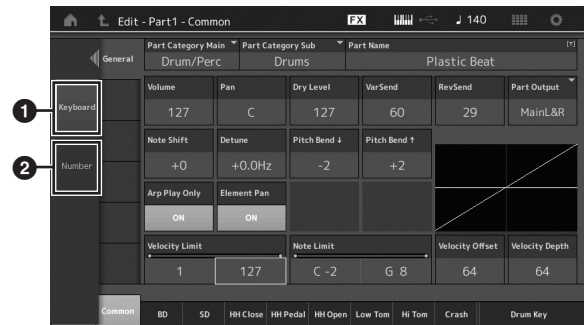 Edit - Part1 - Common FX 140
Part Category Main Part Category Sub Part Name
General Drum/Perc Drums Plastic Beat
Volume Pan Dry Level VarSend RevSend Part Output
1 Keyboard 127 C 127 60 29 MainL&R
Note Shift Detune Pitch Bend ↓ Pitch Bend ↑
2 Number +0 +0.0Hz -2 +2
Arp Play Only Element Pan
ON ON
Velocity Limit Note Limit Velocity Offset Velocity Depth
1 127 C -2 G 8 64 64
Common BD SD HH Close HH Pedal HH Open Low Tom Hi Tom Crash Drum Key